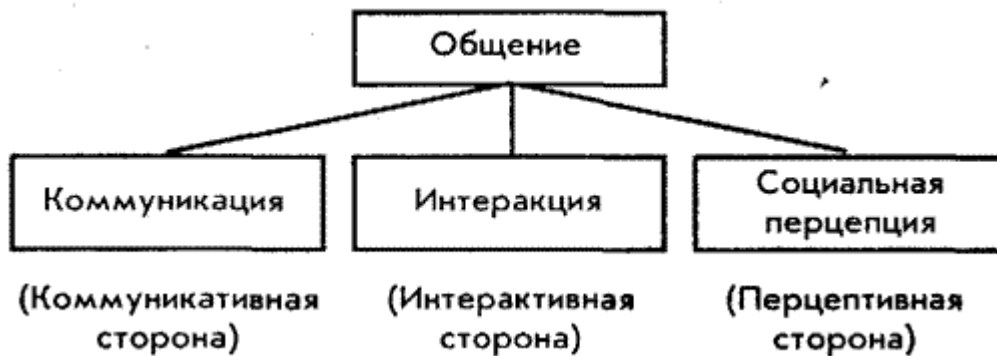 Общение
Коммуникация
Интеракция
Социальная
перцепция
(Коммуникативная
сторона)
(Интерактивная
сторона)
(Перцептивная
сторона)